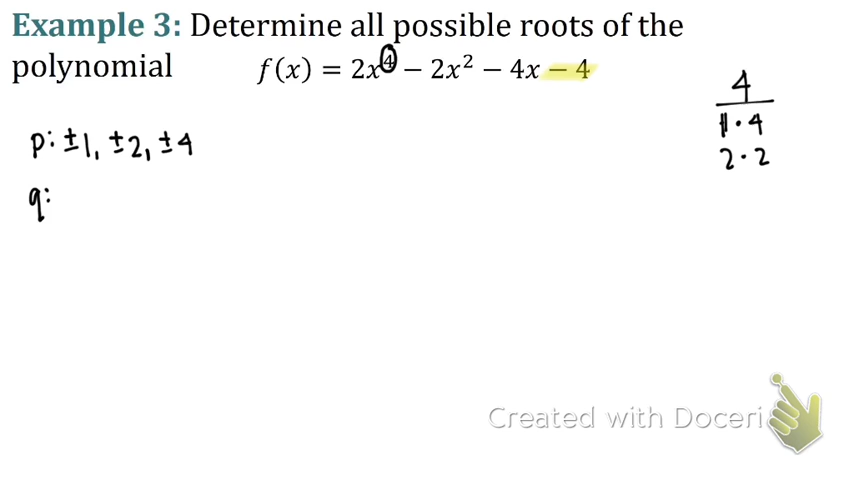 Example 3: Determine all possible roots of the
polynomial f(x) = 2x⁴ − 2x² − 4x − 4
4
1 · 4
2 · 2
p: ±1, ±2, ±4
q:
Created with Doceri